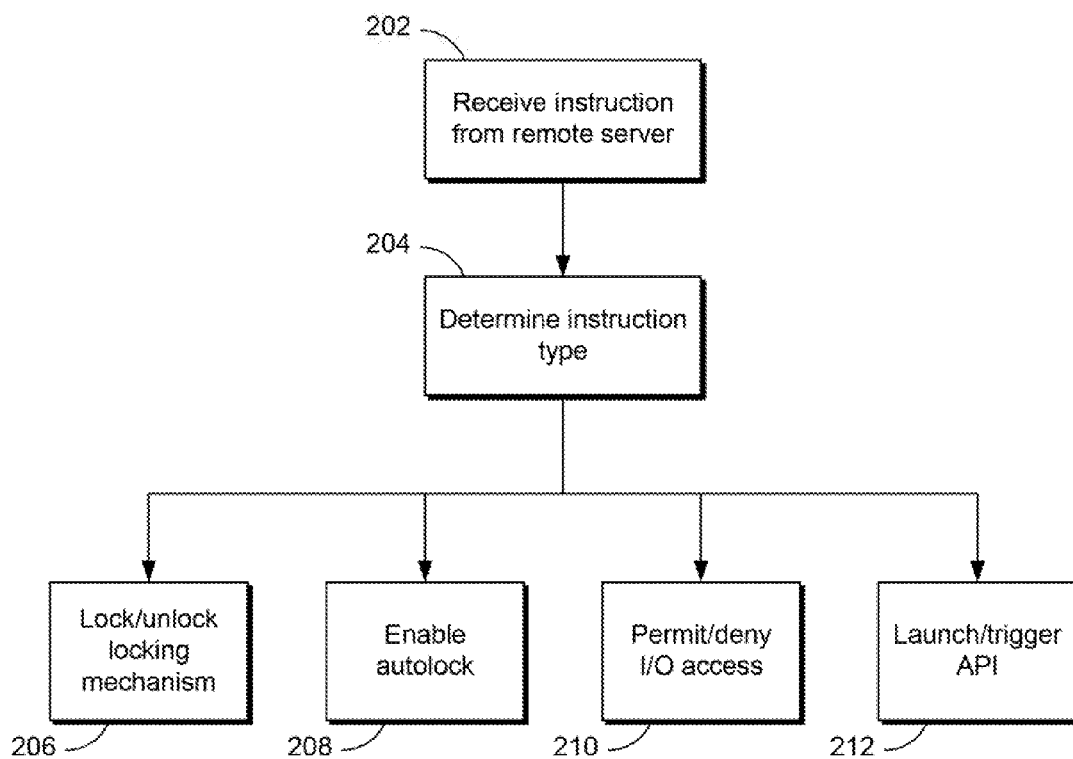 202
Receive instruction
from remote server
204
Determine instruction
type
Lock/unlock
locking
mechanism
Enable
autolock
Permit/deny
I/O access
Launch/trigger
API
206
208
210
212